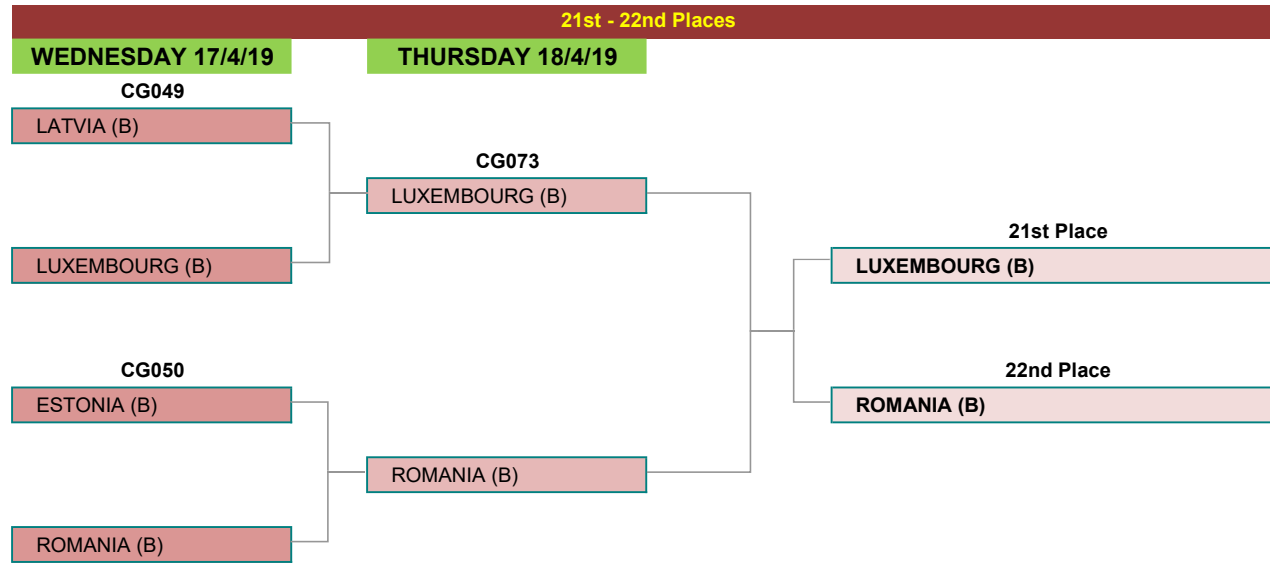 21st - 22nd Places
WEDNESDAY 17/4/19
THURSDAY 18/4/19
CG049
LATVIA (B)
CG073
LUXEMBOURG (B)
21st Place
LUXEMBOURG (B)
LUXEMBOURG (B)
CG050
22nd Place
ESTONIA (B)
ROMANIA (B)
ROMANIA (B)
ROMANIA (B)